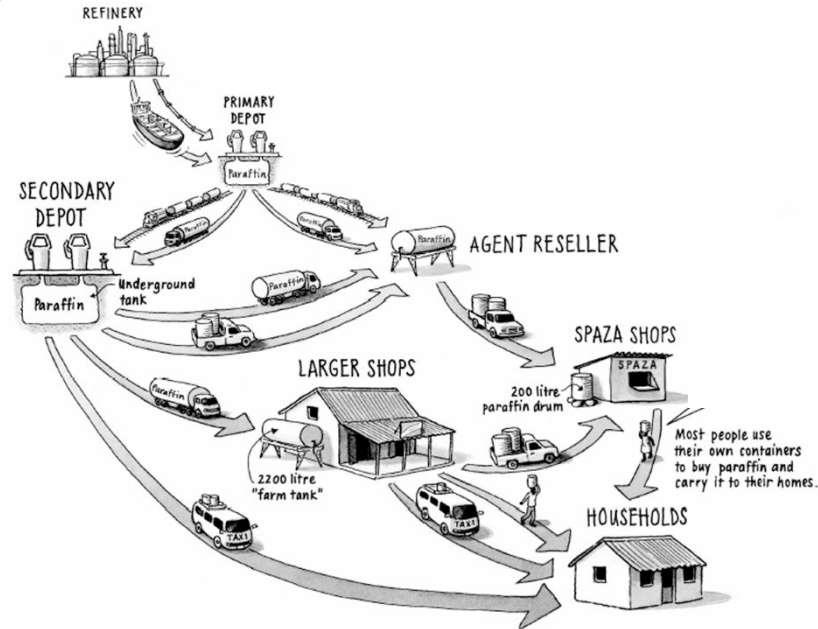 REFINERY
PRIMARY
DEPOT
Paraffin
SECONDARY
DEPOT
Paraffin
Paraffin
Paraffin
AGENT RESELLER
Underground
tank
Paraffin
Paraffin
SPAZA SHOPS
SPAZA
LARGER SHOPS
200 litre
paraffin drum
Paraffin
Most people use
their own containers
to buy paraffin and
carry it to their homes.
2200 litre
"farm tank"
TAXI
TAXI
HOUSEHOLDS